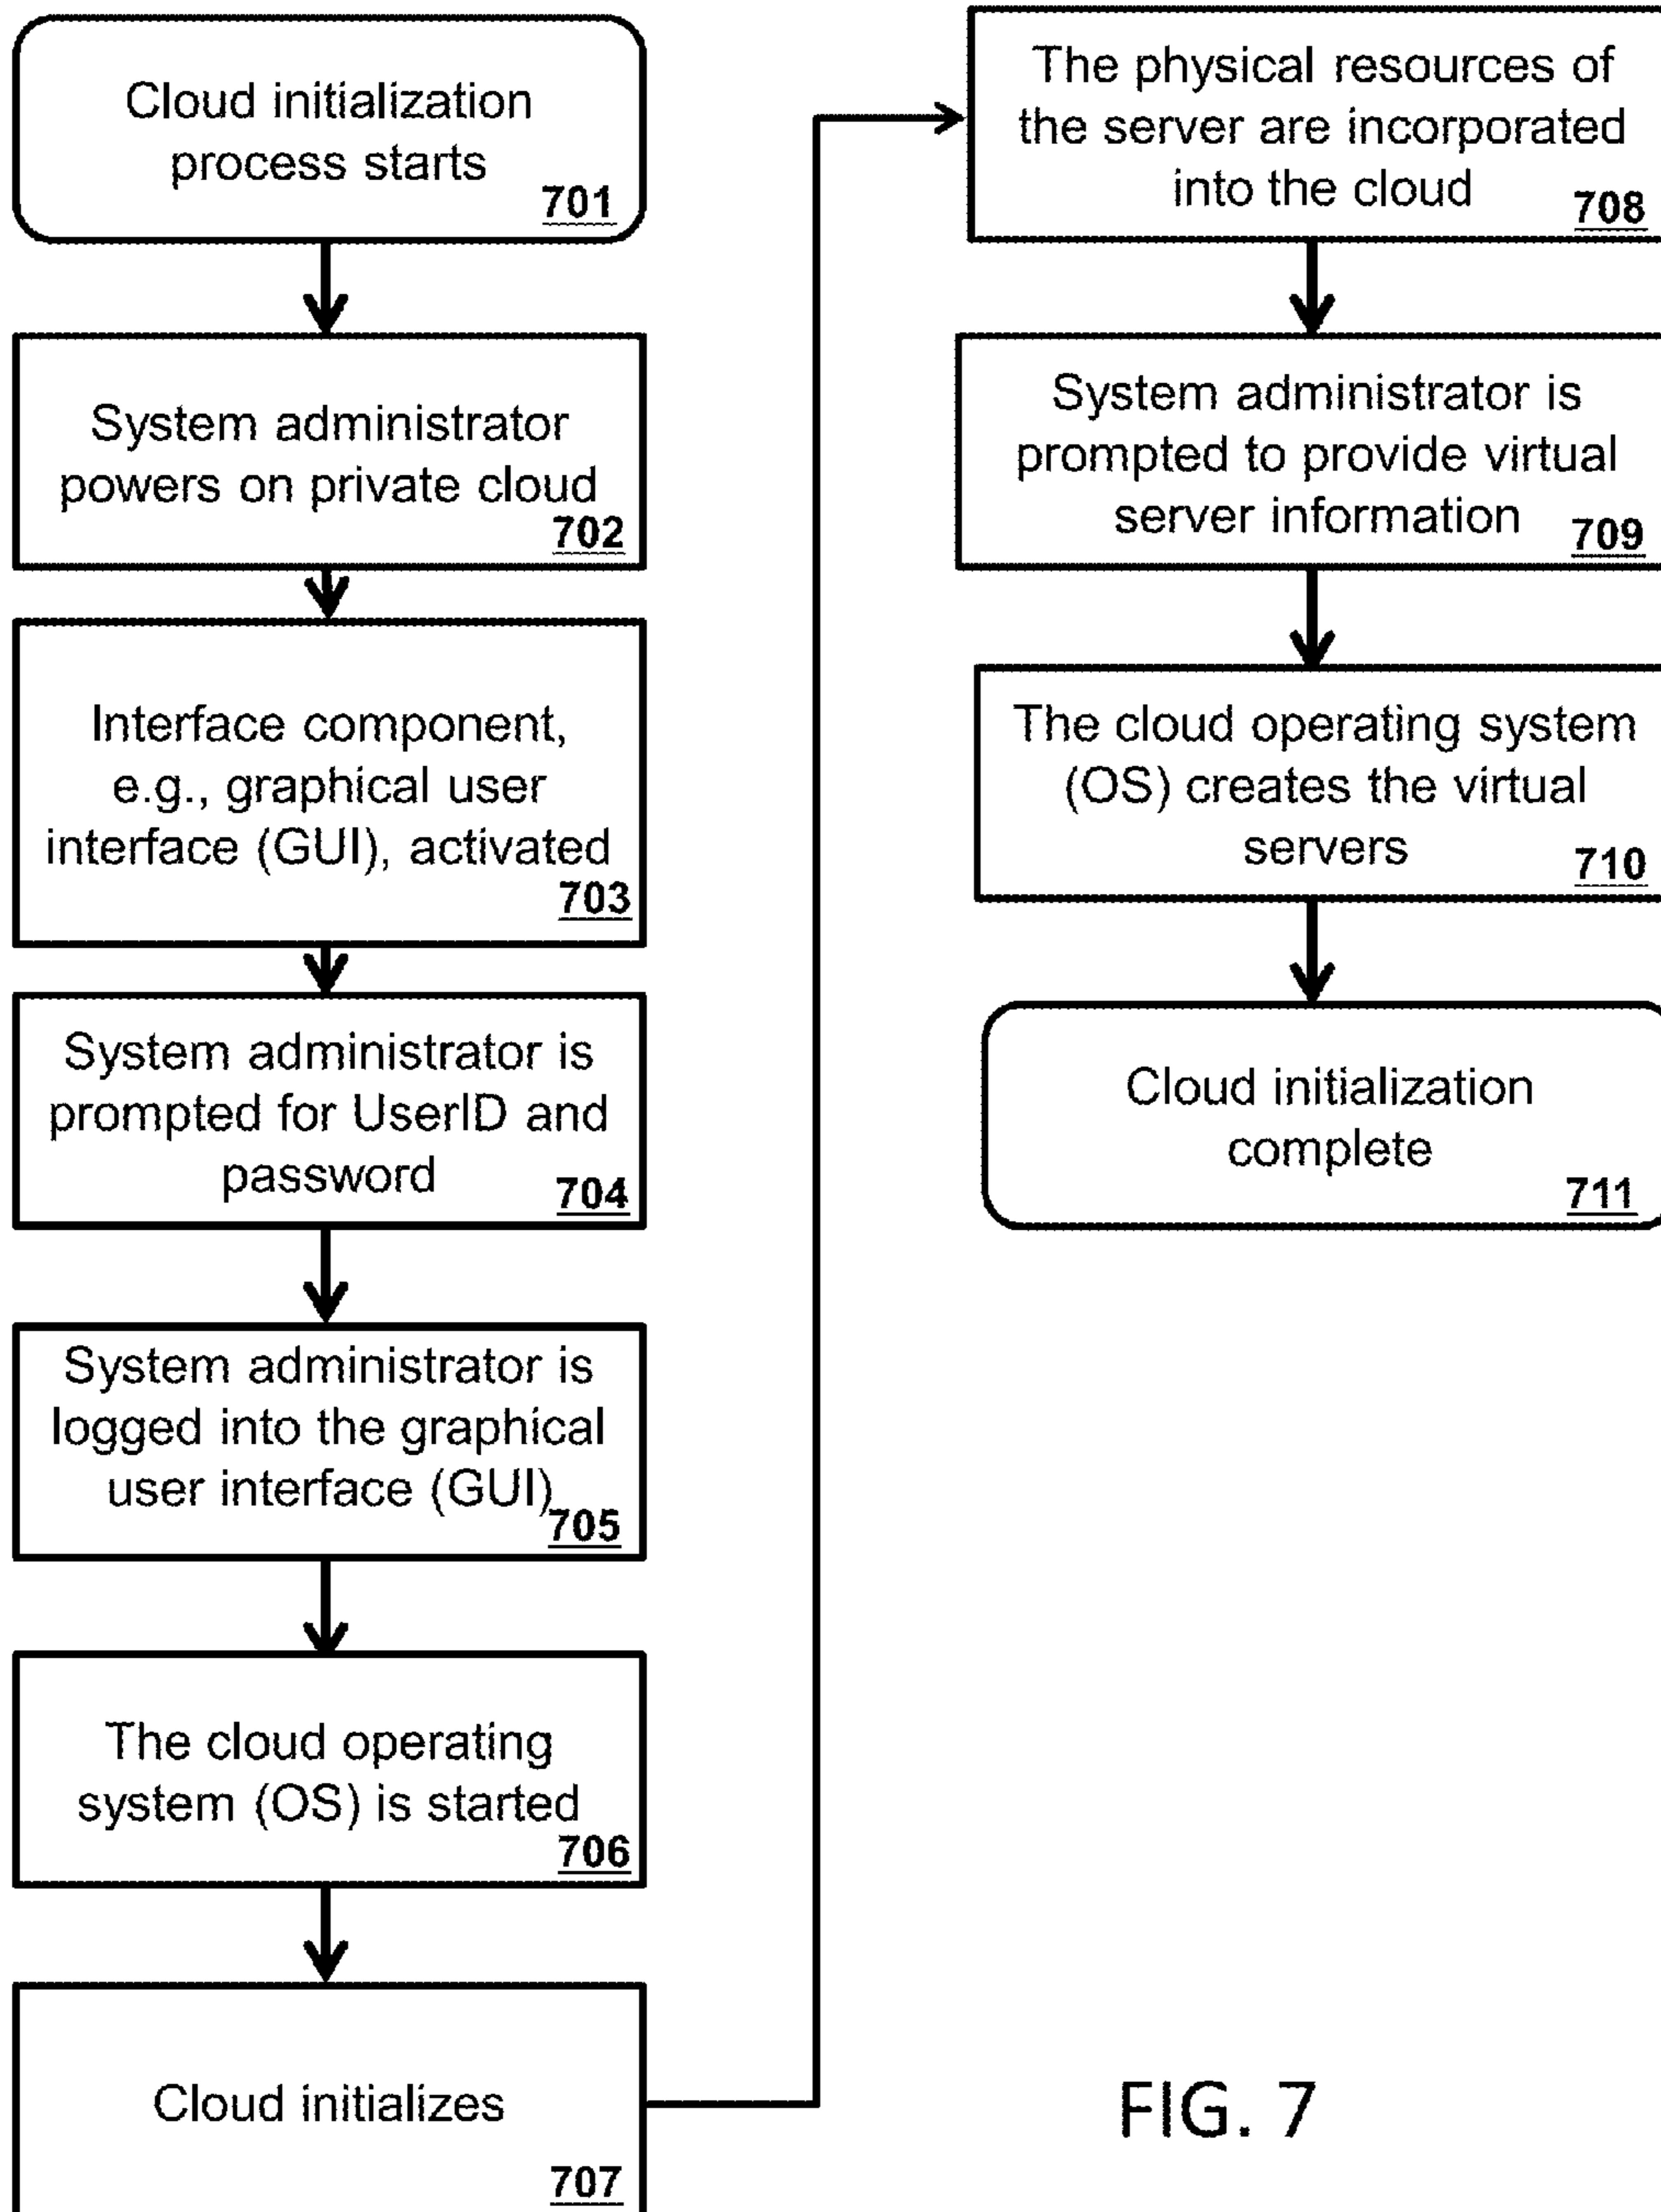 Cloud initialization
process starts
701
System administrator
powers on private cloud
702
Interface component,
e.g., graphical user
interface (GUI), activated
703
System administrator is
prompted for UserID and
password
704
System administrator is
logged into the graphical
user interface (GUI)
705
The cloud operating
system (OS) is started
706
Cloud initializes
707
The physical resources of
the server are incorporated
into the cloud
708
System administrator is
prompted to provide virtual
server information
709
The cloud operating system
(OS) creates the virtual
servers
710
Cloud initialization
complete
711
FIG. 7